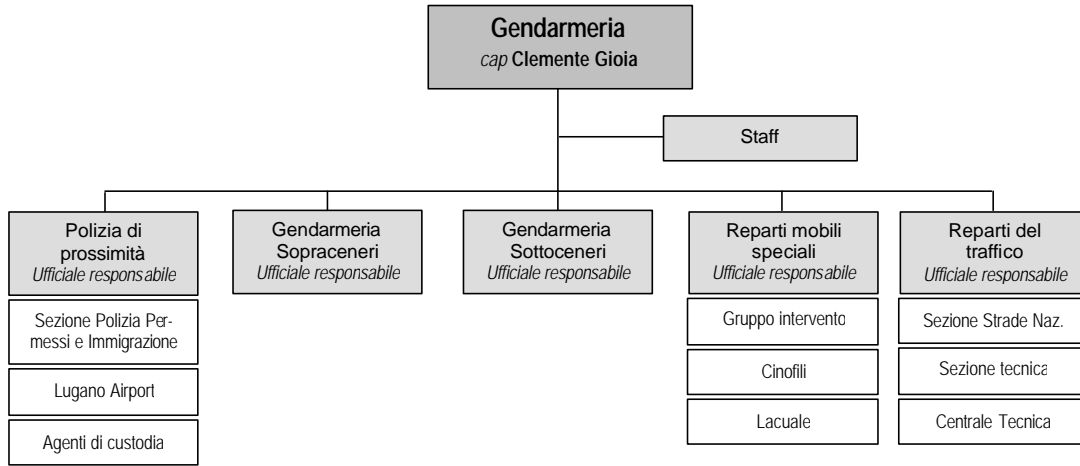 Gendarmeria
cap Clemente Gioia
Staff
Polizia di
prossimità
Ufficiale responsabile
Gendarmeria
Sopraceneri
Ufficiale responsabile
Gendarmeria
Sottoceneri
Ufficiale responsabile
Reparti mobili
speciali
Ufficiale responsabile
Reparti del
traffico
Ufficiale responsabile
Sezione Polizia Per-
messi e Immigrazione
Lugano Airport
Agenti di custodia
Gruppo intervento
Cinofili
Lacuale
Sezione Strade Naz.
Sezione tecnica
Centrale Tecnica